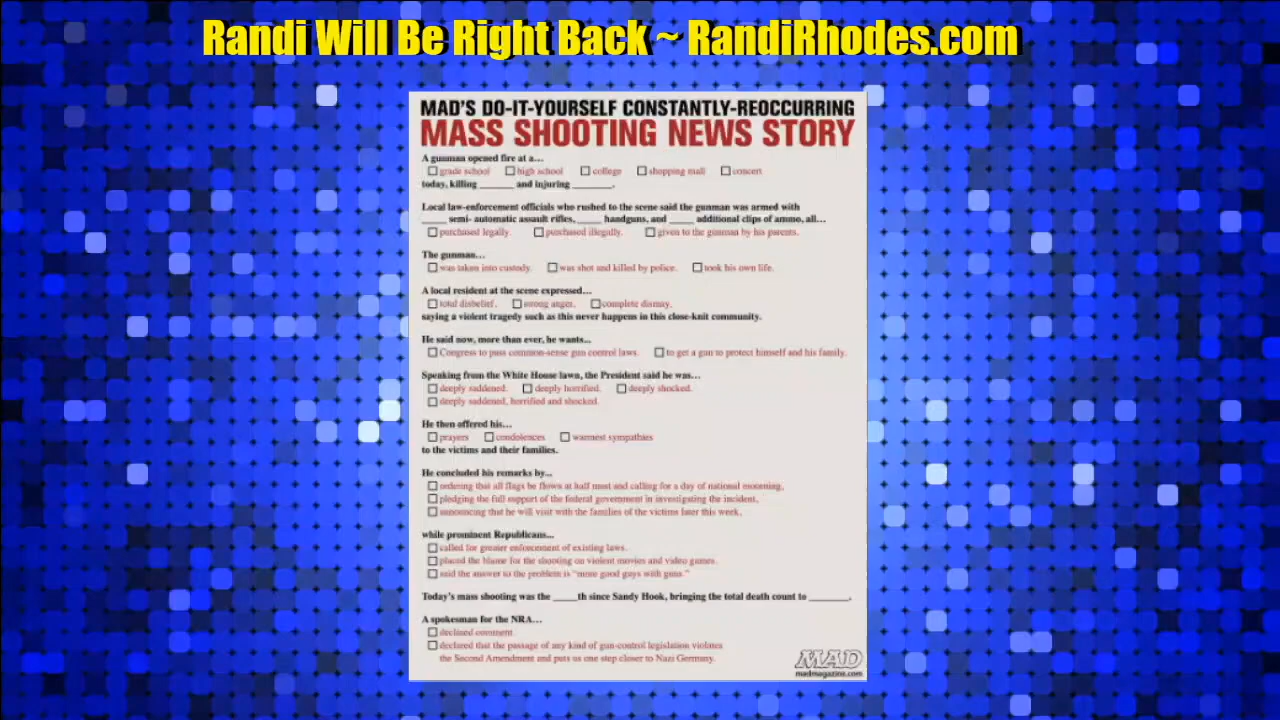 Randi Will Be Right Back ~ RandiRhodes.com
MAD'S DO-IT-YOURSELF CONSTANTLY-REOCCURRING
MASS SHOOTING NEWS STORY
A gunman opened fire at a...
☐ grade school ☐ high school ☐ college ☐ shopping mall ☐ concert
today, killing ______ and injuring _______.
Local law-enforcement officials who rushed to the scene said the gunman was armed with
____ semi- automatic assault rifles, ____ handguns, and ____ additional clips of ammo, all...
☐ purchased legally. ☐ purchased illegally. ☐ given to the gunman by his parents.
The gunman...
☐ was taken into custody. ☐ was shot and killed by police. ☐ took his own life.
A local resident at the scene expressed...
☐ total disbelief, ☐ strong anger, ☐ complete dismay,
saying a violent tragedy such as this never happens in this close-knit community.
He said now, more than ever, he wants...
☐ Congress to pass common-sense gun control laws. ☐ to get a gun to protect himself and his family.
Speaking from the White House lawn, the President said he was...
☐ deeply saddened. ☐ deeply horrified. ☐ deeply shocked.
☐ deeply saddened, horrified and shocked.
He then offered his...
☐ prayers ☐ condolences ☐ warmest sympathies
to the victims and their families.
He concluded his remarks by...
☐ ordering that all flags be flown at half mast and calling for a day of national mourning,
☐ pledging the full support of the federal government in investigating the incident,
☐ announcing that he will visit with the families of the victims later this week,
while prominent Republicans...
☐ called for greater enforcement of existing laws.
☐ placed the blame for the shooting on violent movies and video games.
☐ said the answer to the problem is "more good guys with guns."
Today's mass shooting was the ____th since Sandy Hook, bringing the total death count to _______.
A spokesman for the NRA...
☐ declined comment.
☐ declared that the passage of any kind of gun-control legislation violates
the Second Amendment and puts us one step closer to Nazi Germany.
MAD
madmagazine.com